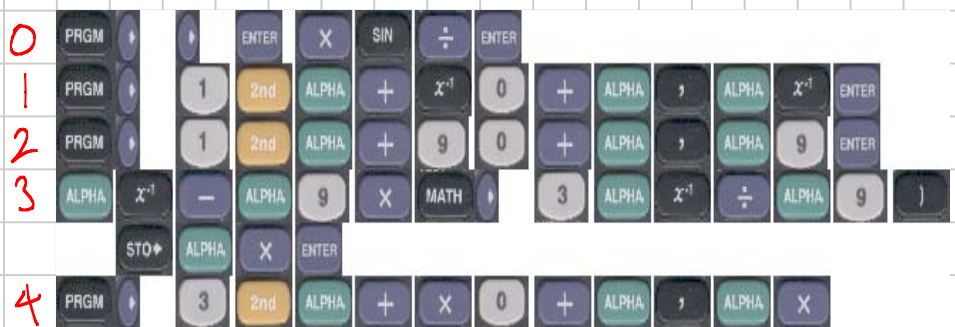 0 PRGM ENTER × SIN ÷ ENTER
1 PRGM 1 2nd ALPHA + x⁻¹ 0 + ALPHA , ALPHA x⁻¹ ENTER
2 PRGM 1 2nd ALPHA + 9 0 + ALPHA , ALPHA 9 ENTER
3 ALPHA x⁻¹ − ALPHA 9 × MATH 3 ALPHA x⁻¹ ÷ ALPHA 9 )
STO ALPHA × ENTER
4 PRGM 3 2nd ALPHA + × 0 + ALPHA , ALPHA ×